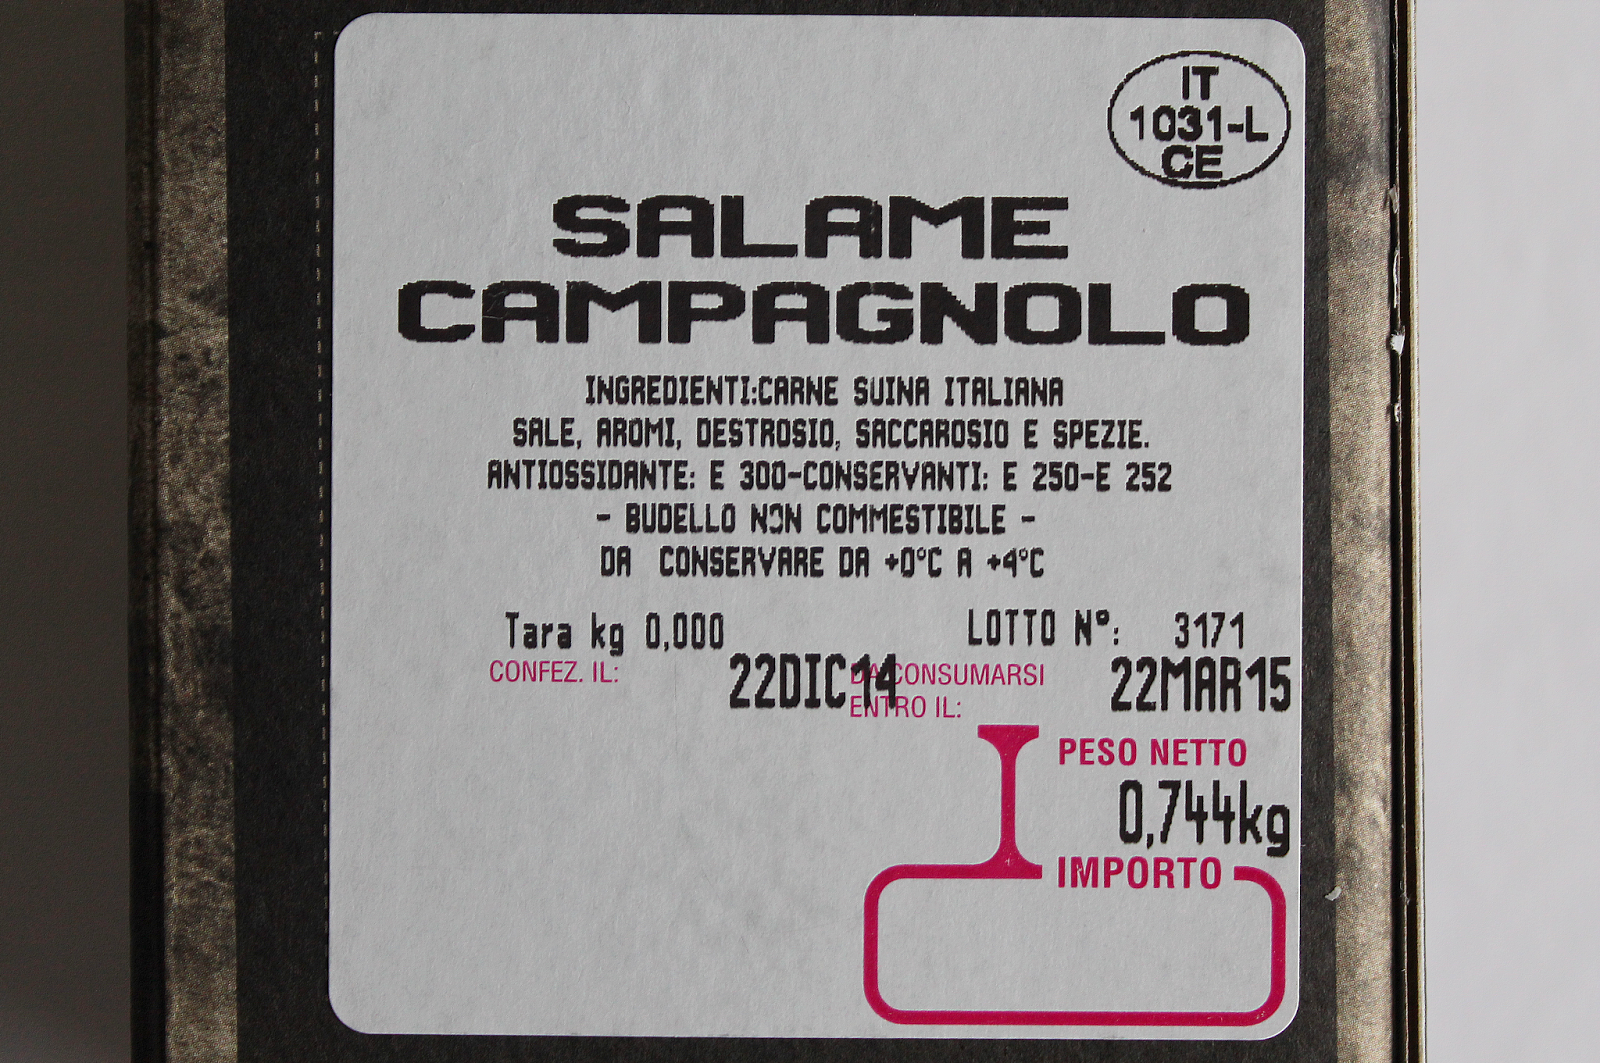 IT
1031-L
CE
SALAME
CAMPAGNOLO
INGREDIENTI:CARNE SUINA ITALIANA
SALE, AROMI, DESTROSIO, SACCAROSIO E SPEZIE.
ANTIOSSIDANTE: E 300-CONSERVANTI: E 250-E 252
- BUDELLO NON COMMESTIBILE -
DA CONSERVARE DA +0°C A +4°C
Tara kg 0,000 LOTTO N°: 3171
CONFEZ. IL: 22DIC14 DA CONSUMARSI
ENTRO IL: 22MAR15
PESO NETTO
0,744kg
IMPORTO